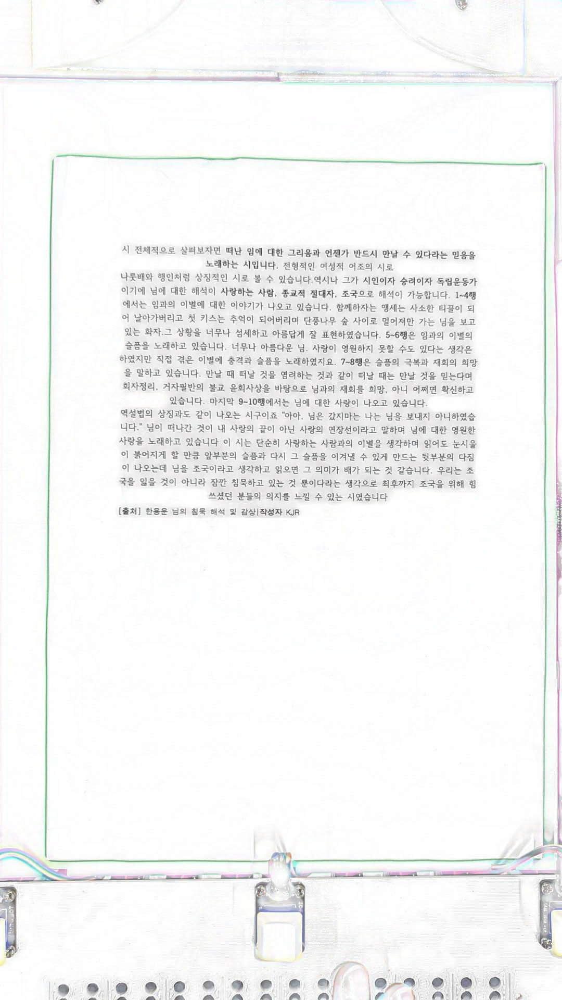 시 전체적으로 살펴보자면 떠난 임에 대한 그리움과 언젠가 반드시 만날 수 있다라는 믿음을
노래하는 시입니다. 전형적인 여성적 어조의 시로
나룻배와 행인처럼 상징적인 시로 볼 수 있습니다.역시나 그가 시인이자 승려이자 독립운동가
이기에 님에 대한 해석이 사랑하는 사람, 종교적 절대자, 조국으로 해석이 가능합니다. 1~4행
에서는 임과의 이별에 대한 이야기가 나오고 있습니다. 함께하자는 맹세는 사소한 티끌이 되
어 날아가버리고 첫 키스는 추억이 되어버리며 단풍나무 숲 사이로 멀어져만 가는 님을 보고
있는 화자.그 상황을 너무나 섬세하고 아름답게 잘 표현하였습니다. 5~6행은 임과의 이별의
슬픔을 노래하고 있습니다. 너무나 아름다운 님. 사랑이 영원하지 못할 수도 있다는 생각은
하였지만 직접 겪은 이별에 충격과 슬픔을 노래하였지요. 7~8행은 슬픔의 극복과 재회의 희망
을 말하고 있습니다. 만날 때 떠날 것을 염려하는 것과 같이 떠날 때는 만날 것을 믿는다며
회자정리, 거자필반의 불교 윤회사상을 바탕으로 님과의 재회를 희망, 아니 어쩌면 확신하고
있습니다. 마지막 9~10행에서는 님에 대한 사랑이 나오고 있습니다.
역설법의 상징과도 같이 나오는 시구이죠 "아아, 님은 갔지마는 나는 님을 보내지 아니하였습
니다." 님이 떠나간 것이 내 사랑의 끝이 아닌 사랑의 연장선이라고 말하며 님에 대한 영원한
사랑을 노래하고 있습니다 이 시는 단순히 사랑하는 사람과의 이별을 생각하며 읽어도 눈시울
이 붉어지게 할 만큼 앞부분의 슬픔과 다시 그 슬픔을 이겨낼 수 있게 만드는 뒷부분의 다짐
이 나오는데 님을 조국이라고 생각하고 읽으면 그 의미가 배가 되는 것 같습니다. 우리는 조
국을 잃을 것이 아니라 잠깐 침묵하고 있는 것 뿐이다라는 생각으로 최후까지 조국을 위해 힘
쓰셨던 분들의 의지를 느낄 수 있는 시였습니다
[출처] 한용운 님의 침묵 해석 및 감상|작성자 KJR